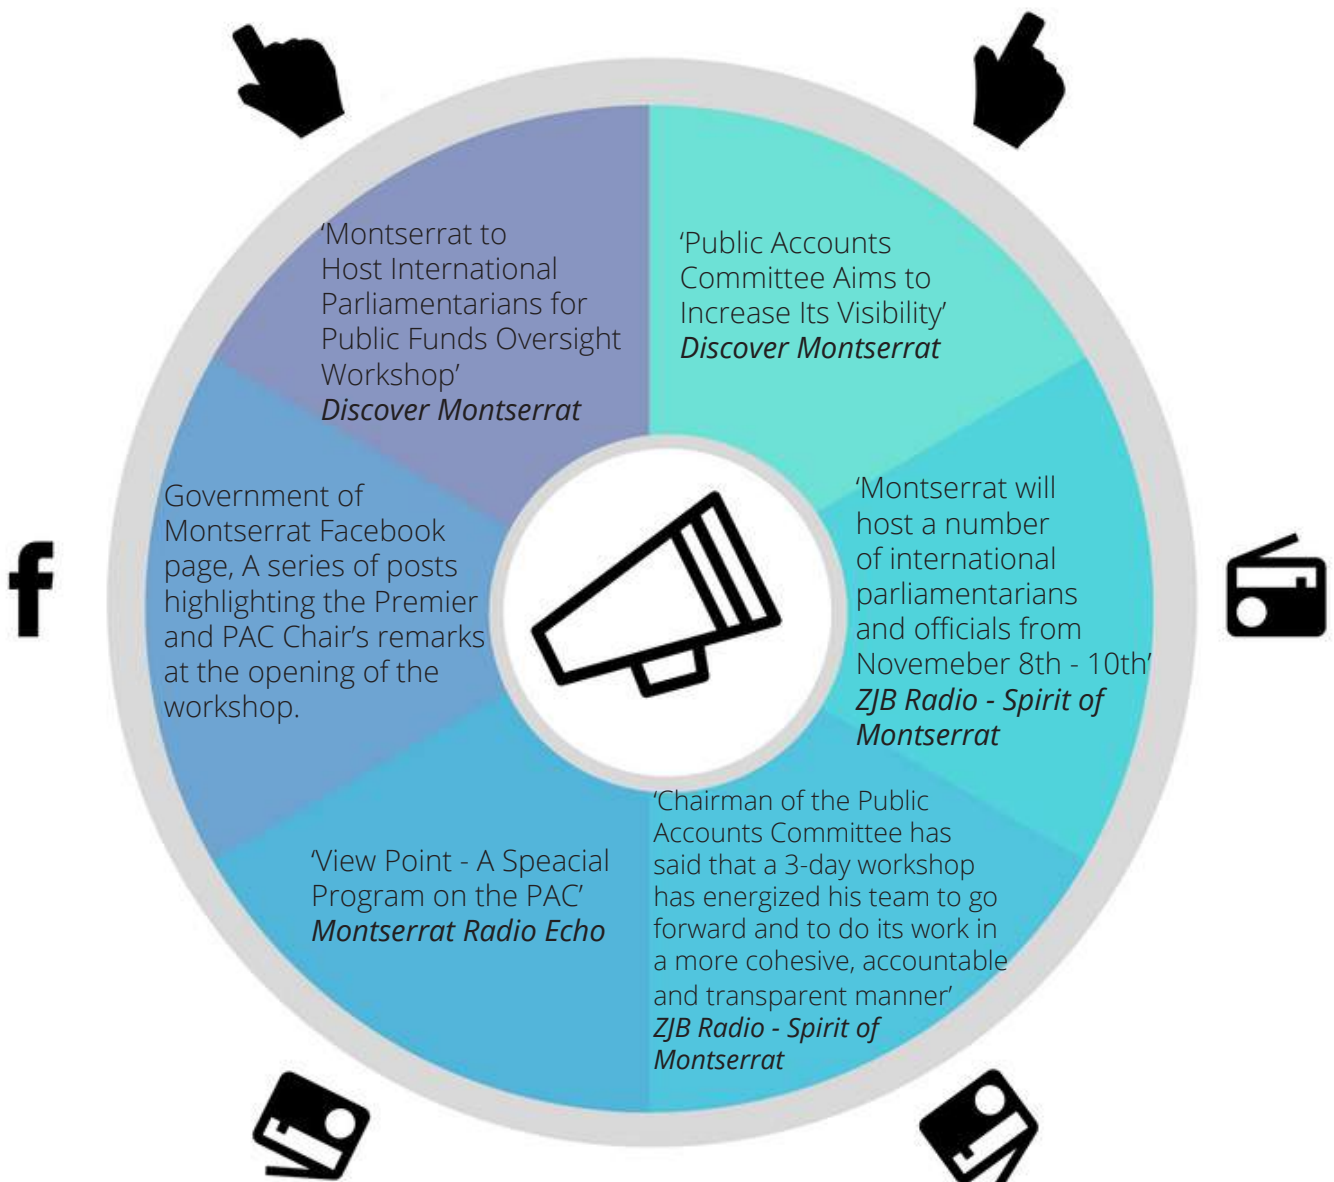 ‘Montserrat to
Host International
Parliamentarians for
Public Funds Oversight
Workshop’
Discover Montserrat
‘Public Accounts
Committee Aims to
Increase Its Visibility’
Discover Montserrat
‘Montserrat will
host a number
of international
parliamentarians
and officials from
Novemeber 8th - 10th’
ZJB Radio - Spirit of
Montserrat
‘Chairman of the Public
Accounts Committee has
said that a 3-day workshop
has energized his team to go
forward and to do its work in
a more cohesive, accountable
and transparent manner’
ZJB Radio - Spirit of
Montserrat
‘View Point - A Speacial
Program on the PAC’
Montserrat Radio Echo
Government of
Montserrat Facebook
page, A series of posts
highlighting the Premier
and PAC Chair’s remarks
at the opening of the
workshop.
f